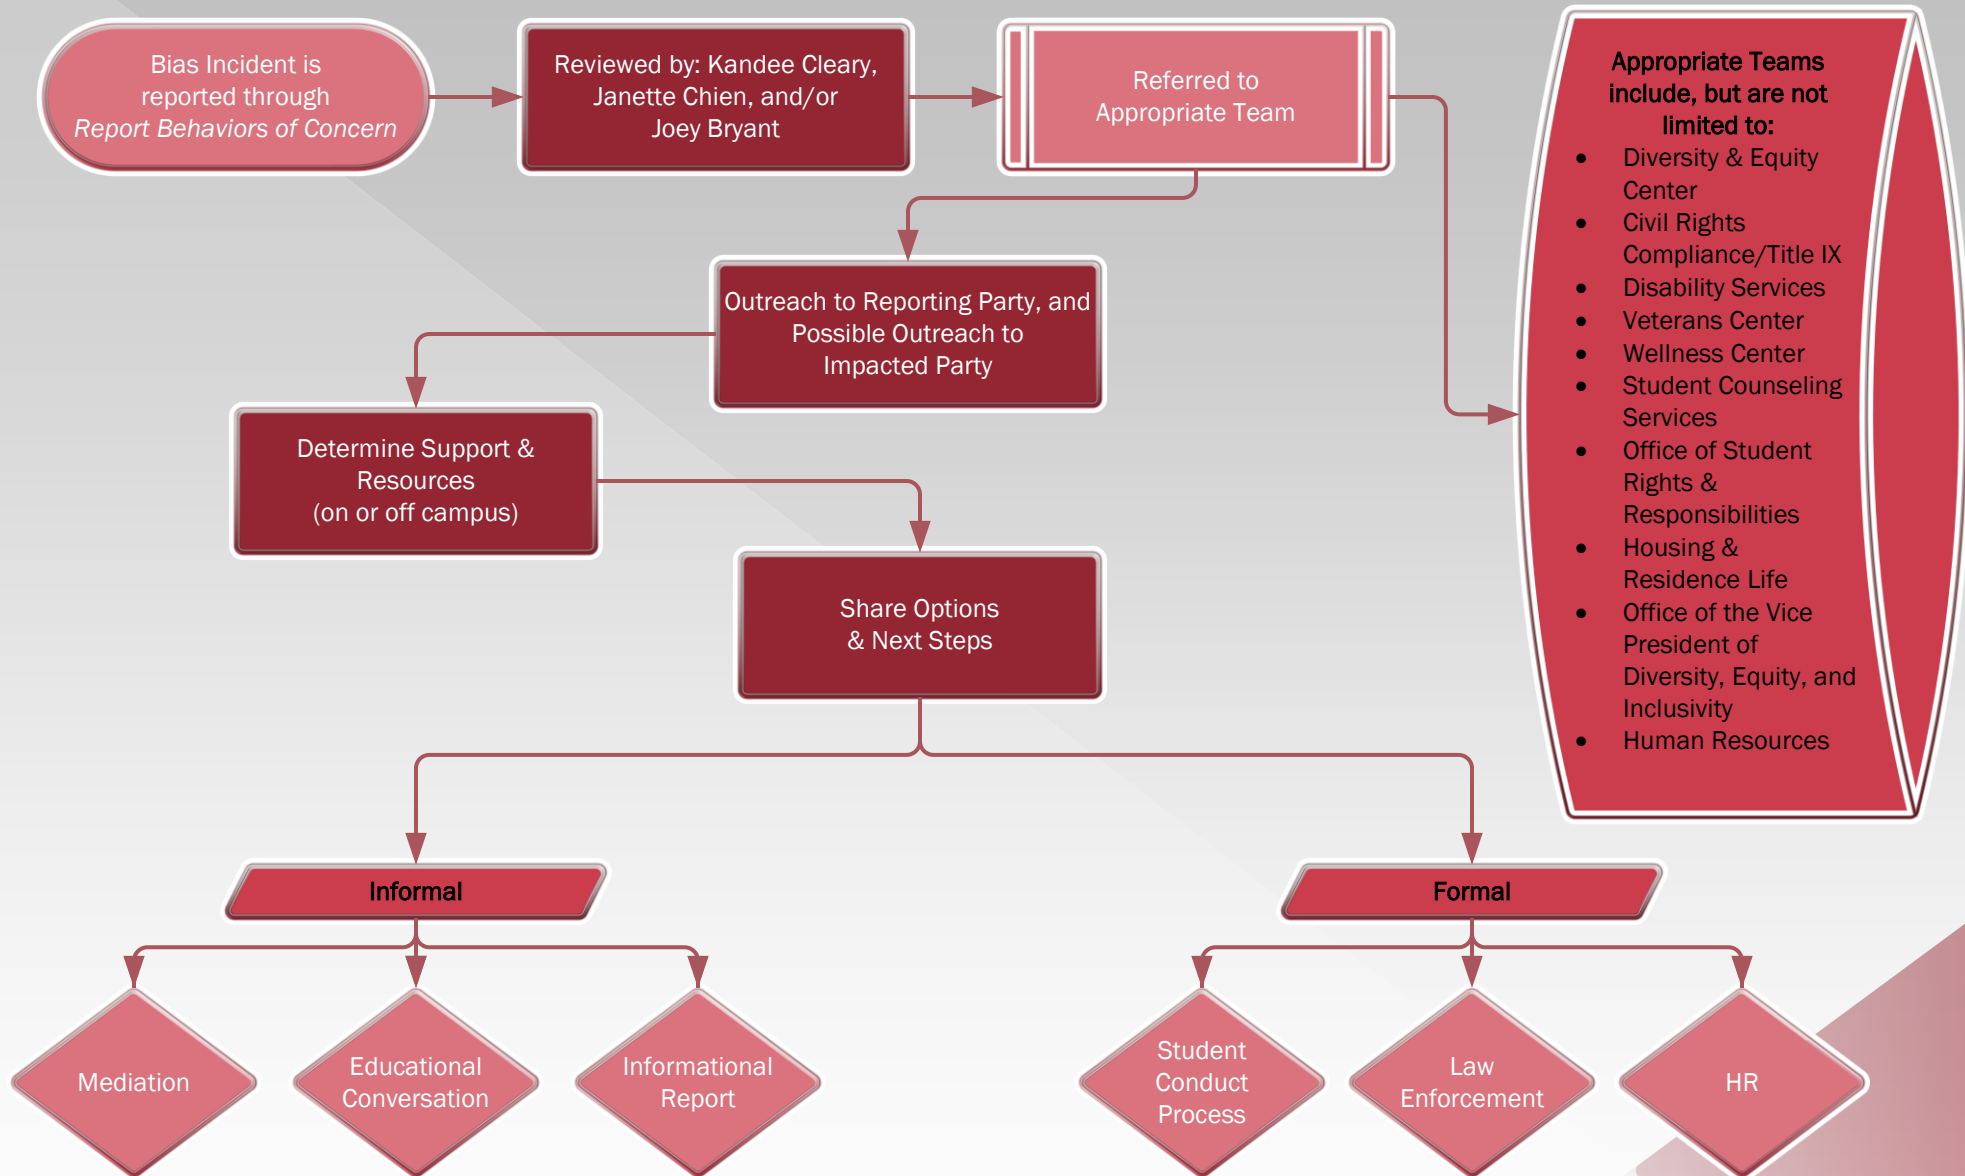 Bias Incident is
reported through
Report Behaviors of Concern
Reviewed by: Kandee Cleary,
Janette Chien, and/or
Joey Bryant
Referred to
Appropriate Team
Appropriate Teams
include, but are not
limited to:
• Diversity & Equity
Center
• Civil Rights
Compliance/Title IX
• Disability Services
• Veterans Center
• Wellness Center
• Student Counseling
Services
• Office of Student
Rights &
Responsibilities
• Housing &
Residence Life
• Office of the Vice
President of
Diversity, Equity, and
Inclusivity
• Human Resources
Outreach to Reporting Party, and
Possible Outreach to
Impacted Party
Determine Support &
Resources
(on or off campus)
Share Options
& Next Steps
Informal
Formal
Mediation
Educational
Conversation
Informational
Report
Student
Conduct
Process
Law
Enforcement
HR